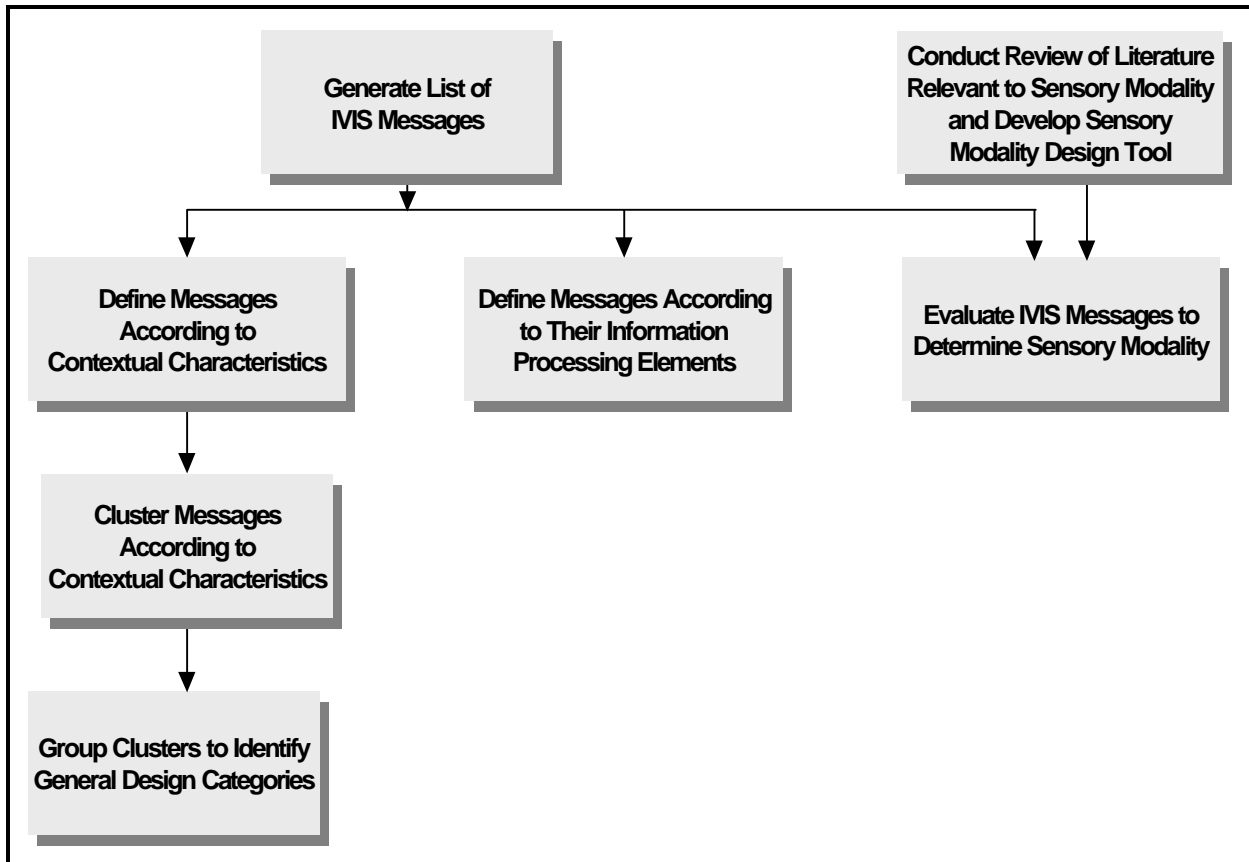 Generate List of
IVIS Messages
Conduct Review of Literature
Relevant to Sensory Modality
and Develop Sensory
Modality Design Tool
Define Messages
According to
Contextual Characteristics
Define Messages According
to Their Information
Processing Elements
Evaluate IVIS Messages to
Determine Sensory Modality
Cluster Messages
According to
Contextual Characteristics
Group Clusters to Identify
General Design Categories